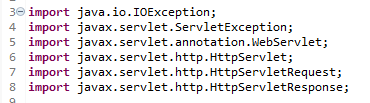 3 import java.io.IOException;
4 import javax.servlet.ServletException;
5 import javax.servlet.annotation.WebServlet;
6 import javax.servlet.http.HttpServlet;
7 import javax.servlet.http.HttpServletRequest;
8 import javax.servlet.http.HttpServletResponse;
9